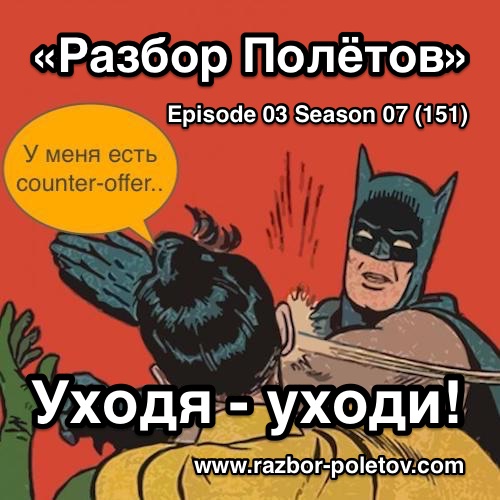 «Разбор Полётов»
Episode 03 Season 07 (151)
У меня есть
counter-offer..
Уходя - уходи!
www.razbor-poletov.com